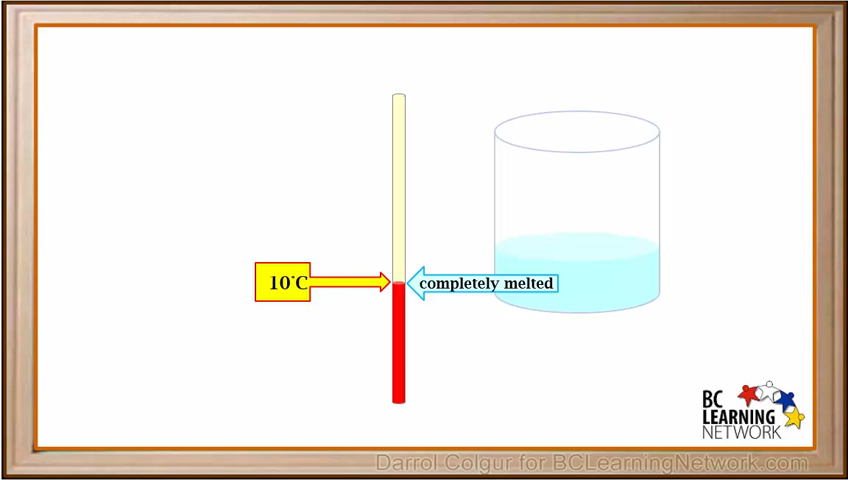 10°C
completely melted
BC
LEARNING
NETWORK
Darrol Colgur for BCLearningNetwork.com